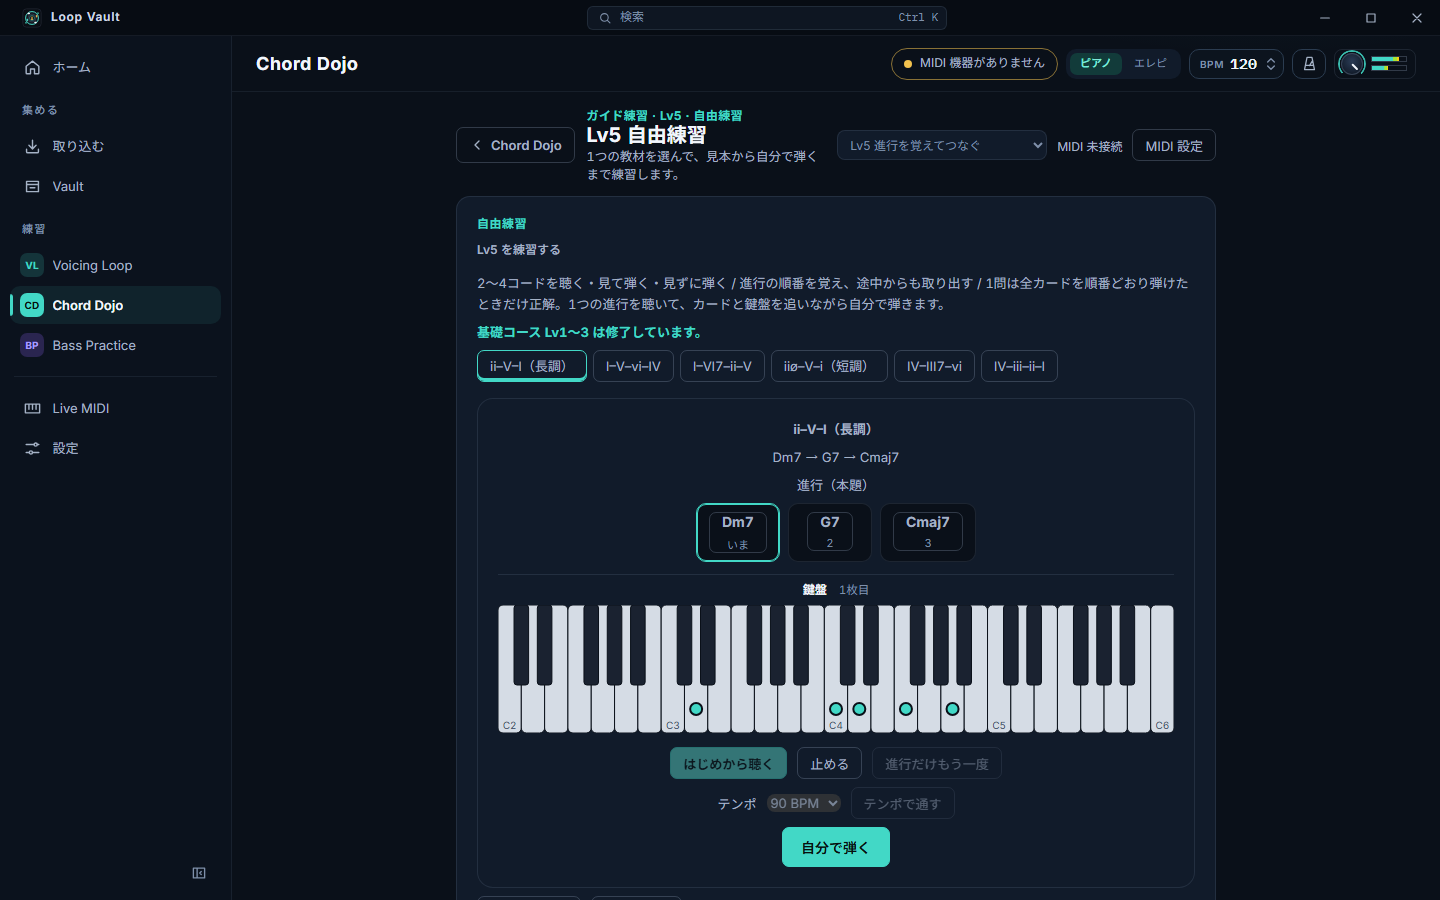 Loop Vault
検索
Ctrl K
ホーム
集める
取り込む
Vault
練習
VL Voicing Loop
CD Chord Dojo
BP Bass Practice
Live MIDI
設定
Chord Dojo
MIDI 機器がありません
ピアノ
エレピ
BPM 120
Chord Dojo
ガイド練習 · Lv5 · 自由練習
Lv5 自由練習
1つの教材を選んで、見本から自分で弾く
まで練習します。
Lv5 進行を覚えてつなぐ
MIDI 未接続
MIDI 設定
自由練習
Lv5 を練習する
2〜4コードを聴く・見て弾く・見ずに弾く / 進行の順番を覚え、途中からも取り出す / 1問は全カードを順番どおり弾けた
ときだけ正解。1つの進行を聴いて、カードと鍵盤を追いながら自分で弾きます。
基礎コース Lv1〜3 は修了しています。
ii–V–I（長調）
I–V–vi–IV
I–VI7–ii–V
iiø–V–i（短調）
IV–III7–vi
IV–iii–ii–I
ii–V–I（長調）
Dm7 → G7 → Cmaj7
進行（本題）
Dm7
いま
G7
2
Cmaj7
3
鍵盤 1枚目
C2
C3
C4
C5
C6
はじめから聴く
止める
進行だけもう一度
テンポ
90 BPM
テンポで通す
自分で弾く